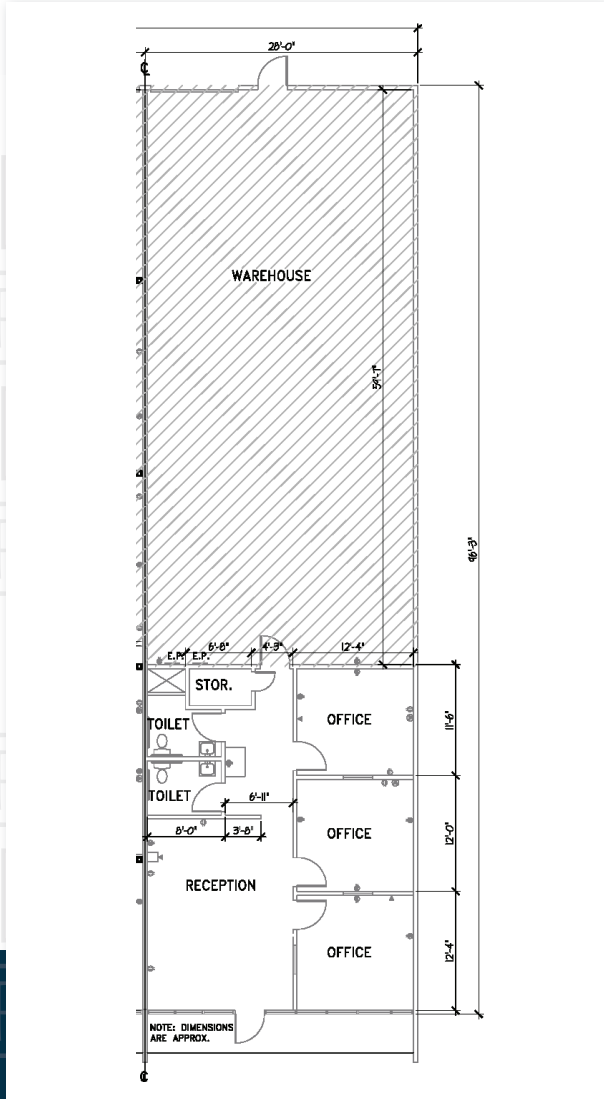 28'-0"
℄
WAREHOUSE
54'-7"
96'-3"
E.P. E.P.
6'-8"
4'-3"
12'-4"
STOR.
TOILET
OFFICE
11'-6"
TOILET
6'-11"
8'-0"
3'-8"
OFFICE
12'-0"
RECEPTION
OFFICE
12'-4"
NOTE: DIMENSIONS
ARE APPROX.
℄